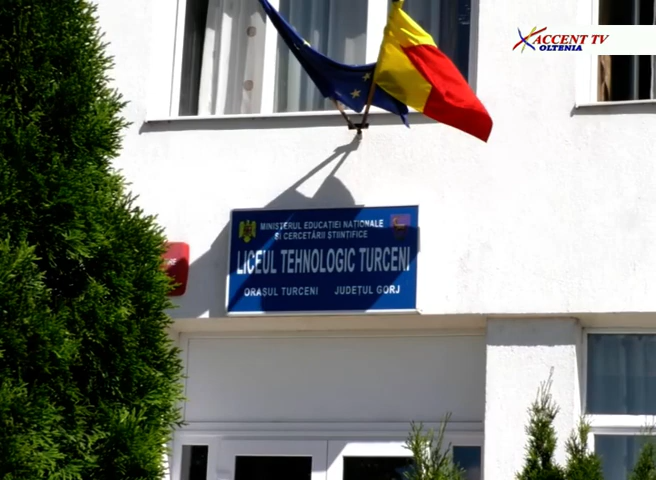 ACCENT TV
OLTENIA
MINISTERUL EDUCAȚIEI NAȚIONALE
ȘI CERCETĂRII ȘTIINȚIFICE
LICEUL TEHNOLOGIC TURCENI
ORAȘUL TURCENI JUDEȚUL GORJ